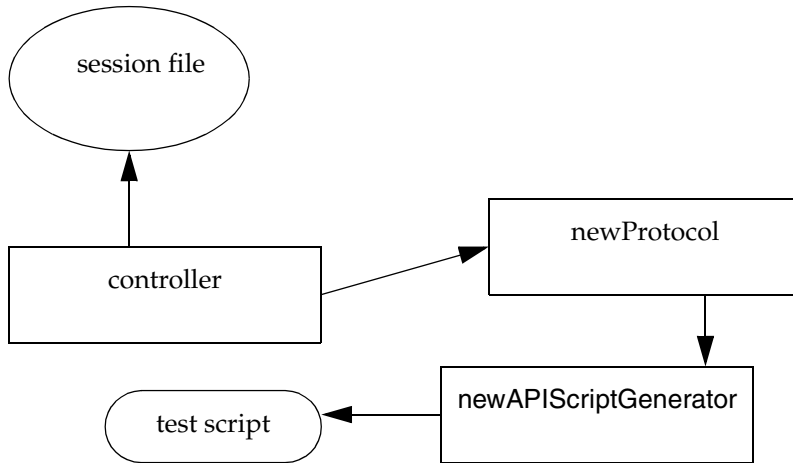 session file
newProtocol
controller
newAPIScriptGenerator
test script